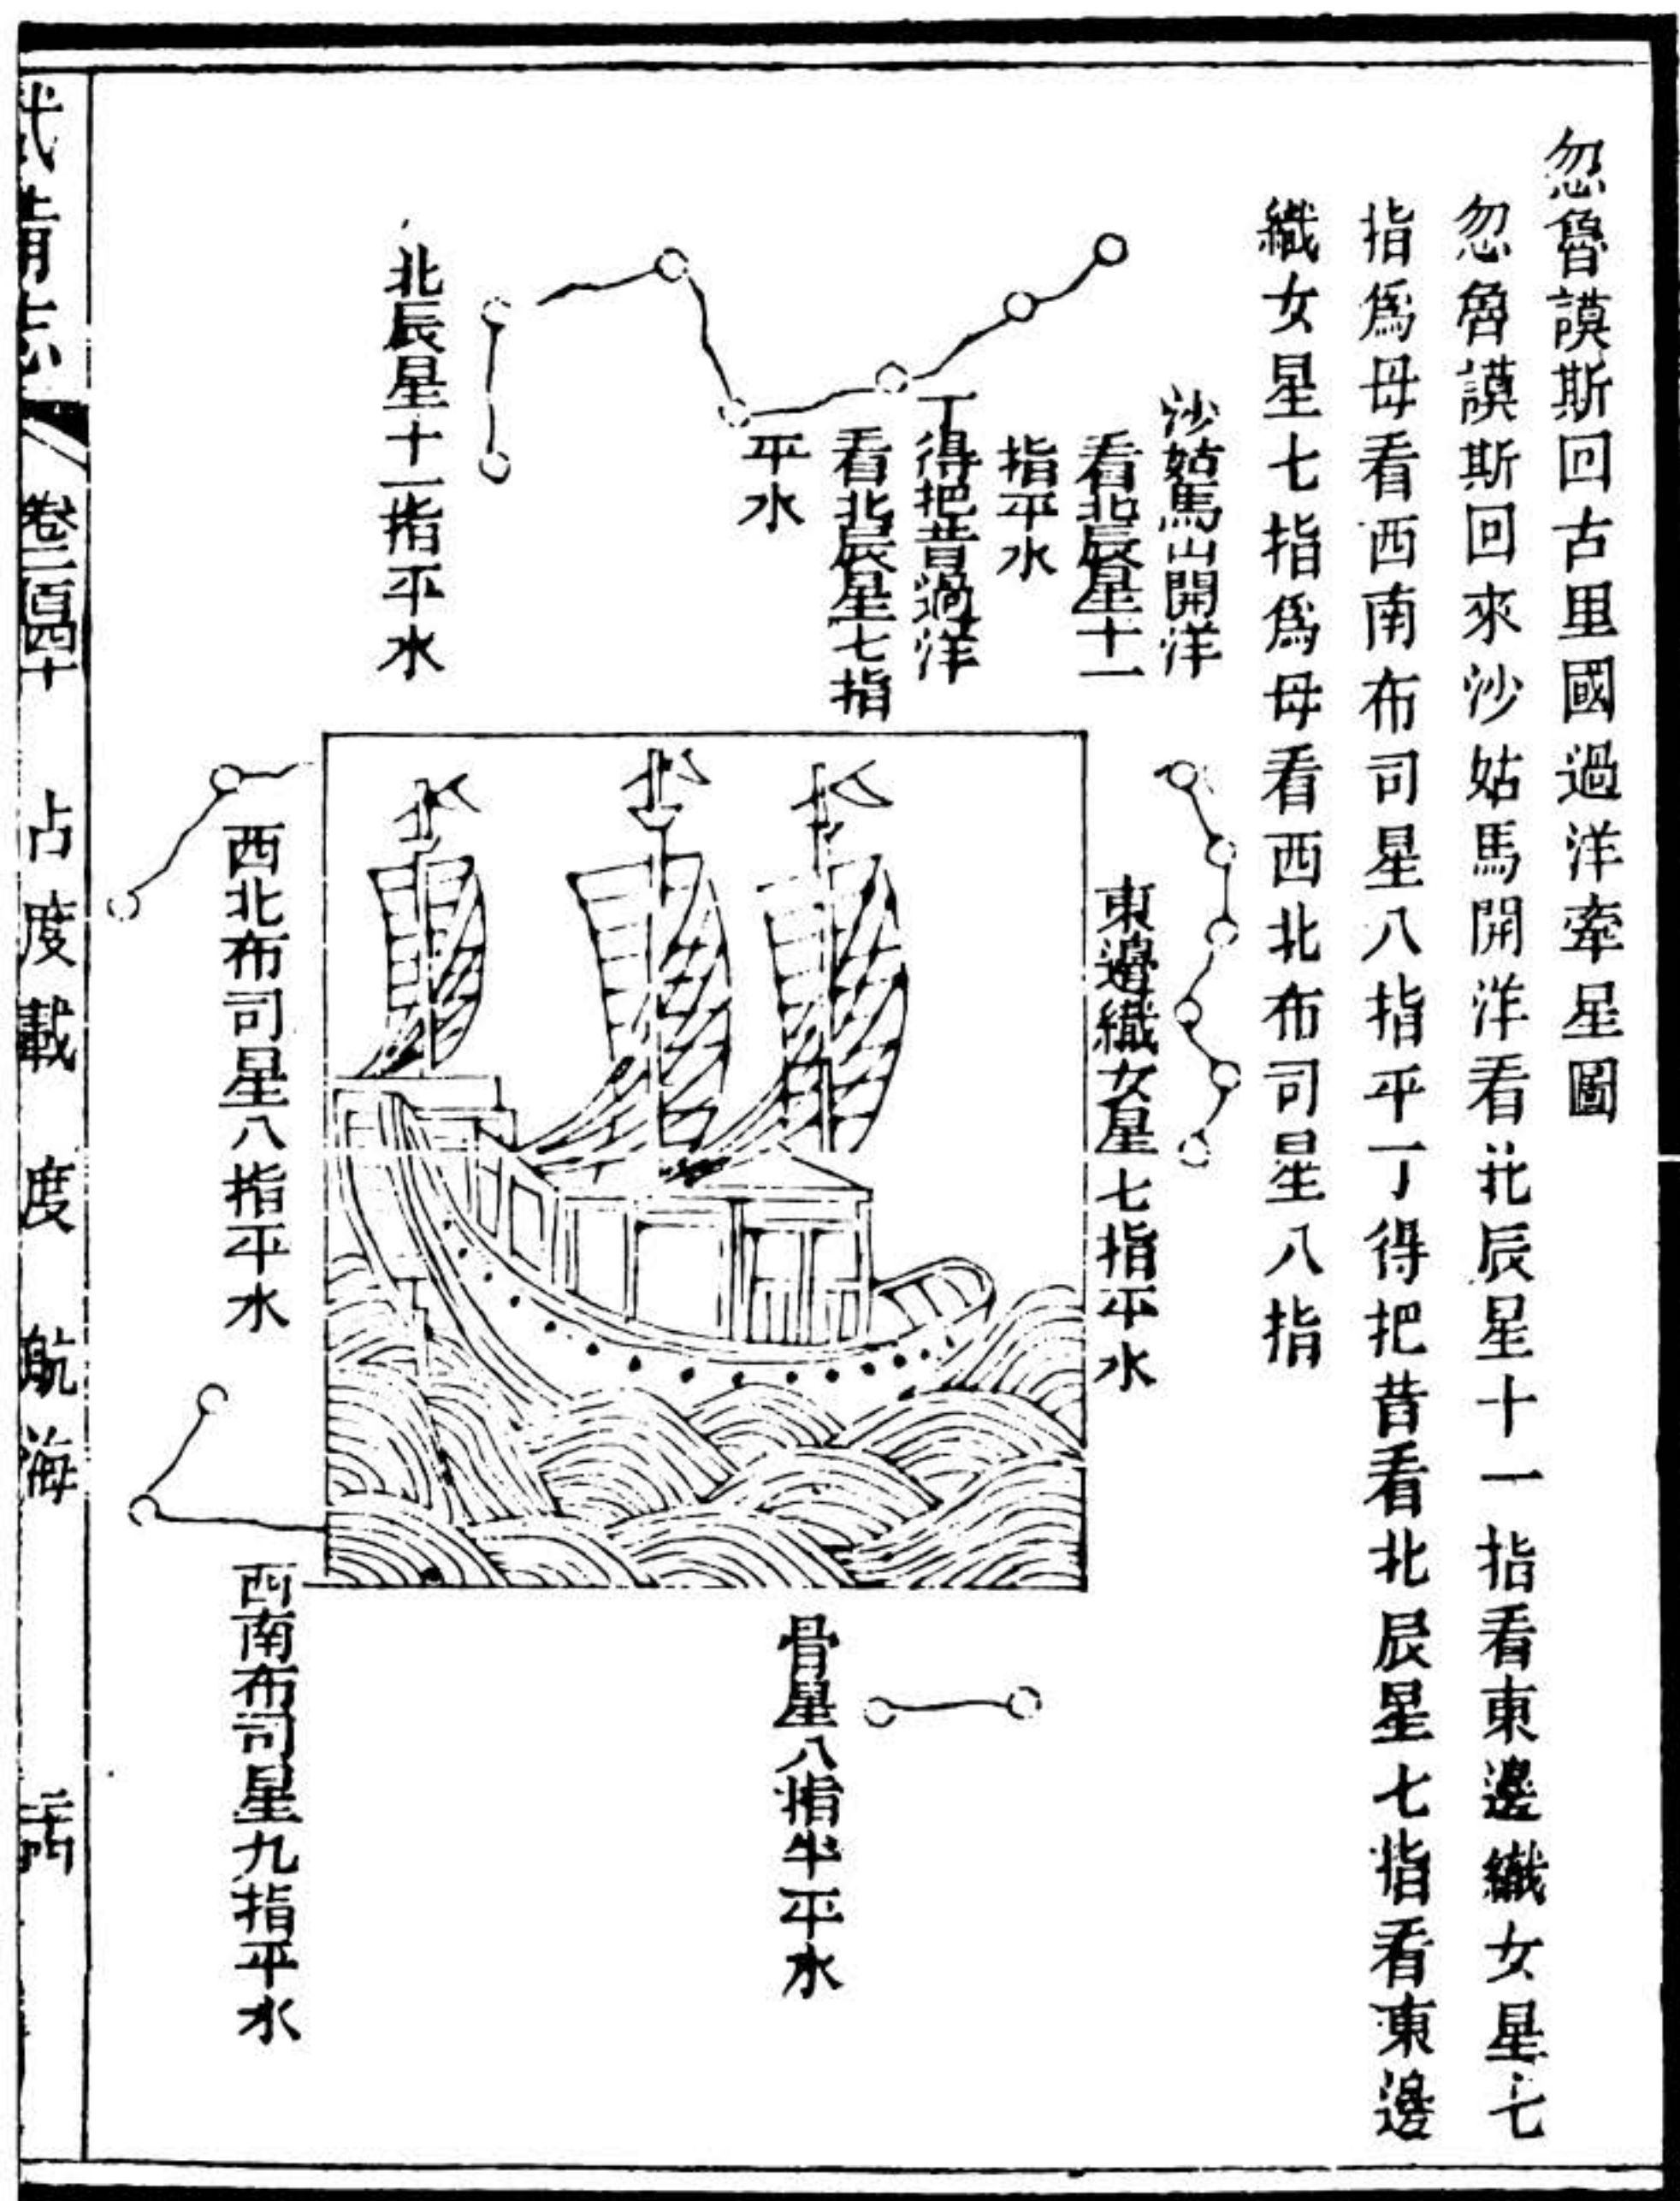 忽魯謨斯回古里國過洋牽星圖
忽魯謨斯回來沙姑馬開洋看北辰星十一指看東邊織女星七
指爲母看西南布司星八指平丁得把昔看北辰星七指看東邊
織女星七指爲母看西北布司星八指
沙姑馬山開洋
看北辰星十一
指平水
丁得把昔過洋
看北辰星七指
平水
北辰星十一指平水
東邊織女星七指平水
西北布司星八指平水
骨星八指半平水
西南布司星九指平水
武備志 卷二百四十 占度載 度 航海